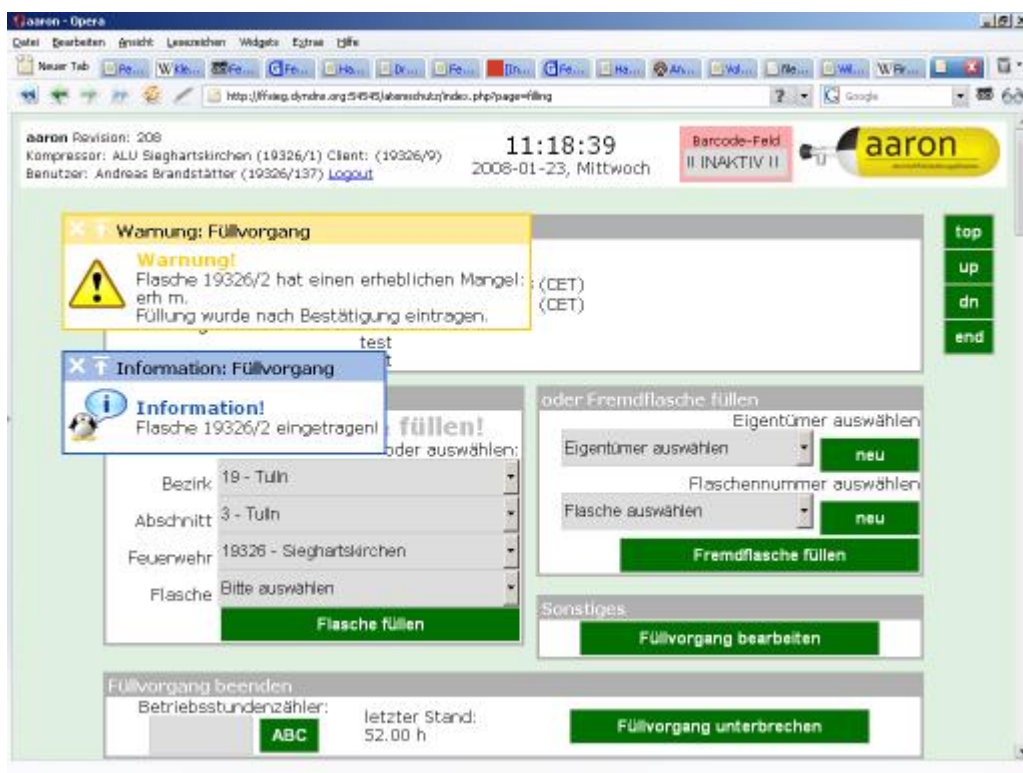 aaron - Opera
Datei Bearbeiten Ansicht Lesezeichen Widgets Extras Hilfe
Neuer Tab
Google
aaron Revision: 208
Kompressor: ALU Sieghartskirchen (19326/1) Client: (19326/9)
Benutzer: Andreas Brandstätter (19326/137) Logout
11:18:39
2008-01-23, Mittwoch
Barcode-Feld
!! INAKTIV !!
aaron
Warnung: Füllvorgang
Warnung!
Flasche 19326/2 hat einen erheblichen Mangel:
erh m.
Füllung wurde nach Bestätigung eintragen.
(CET)
(CET)
test
top
up
dn
end
Information: Füllvorgang
Information!
Flasche 19326/2 eingetragen!
füllen!
oder auswählen:
Bezirk 19 - Tulln
Abschnitt 3 - Tulln
Feuerwehr 19326 - Sieghartskirchen
Flasche Bitte auswählen
Flasche füllen
oder Fremdflasche füllen
Eigentümer auswählen
Eigentümer auswählen neu
Flaschennummer auswählen
Flasche auswählen neu
Fremdflasche füllen
Sonstiges
Füllvorgang bearbeiten
Füllvorgang beenden
Betriebsstundenzähler:
ABC
letzter Stand:
52.00 h
Füllvorgang unterbrechen